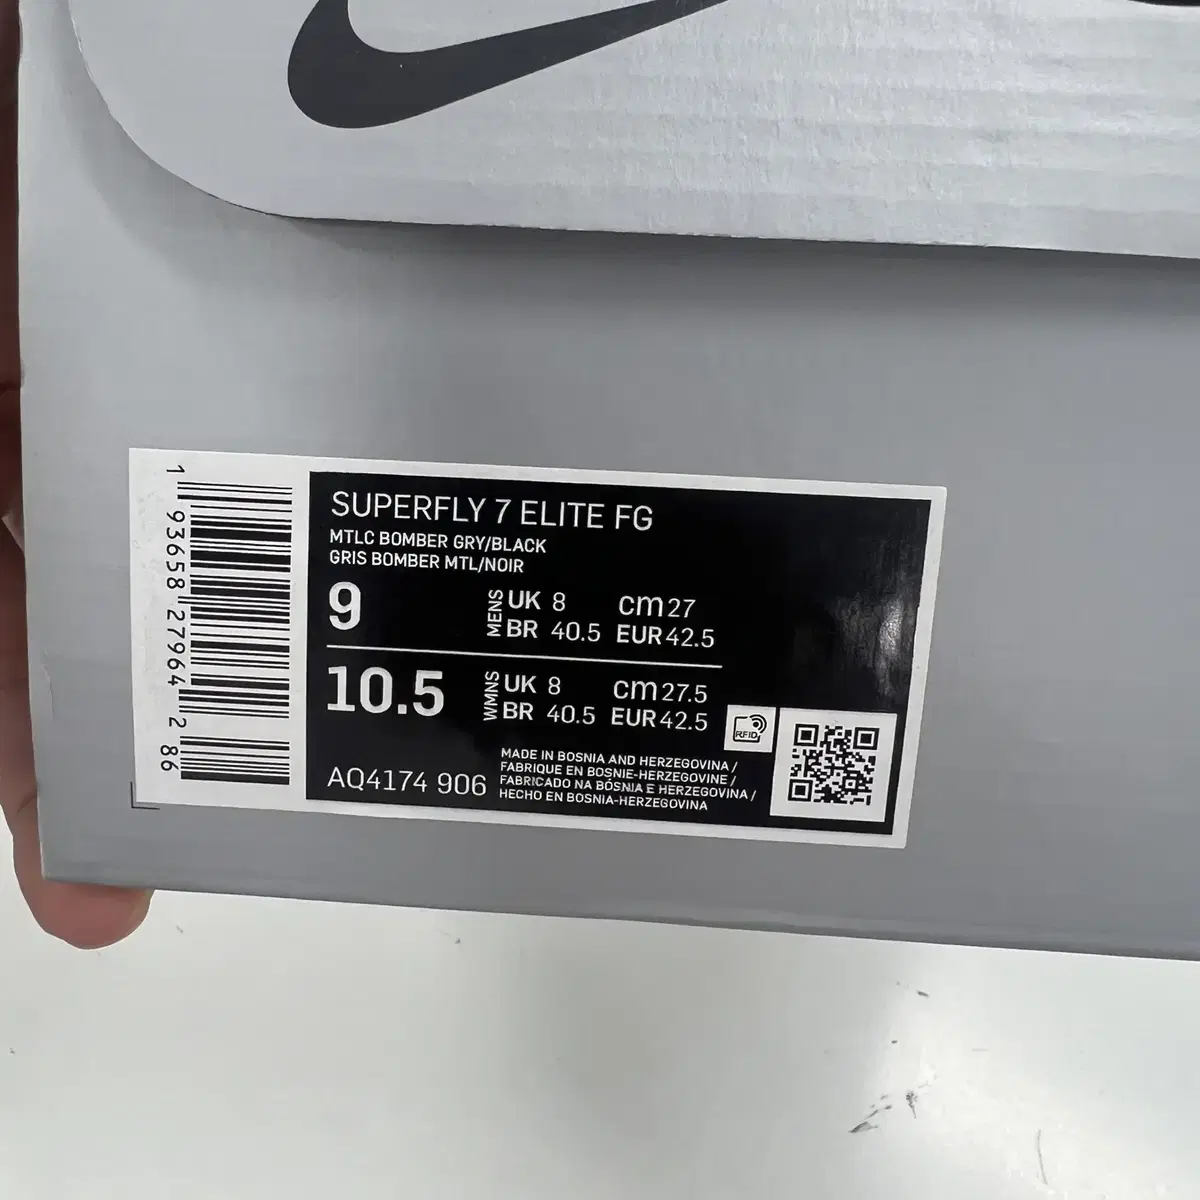 SUPERFLY 7 ELITE FG
MTLC BOMBER GRY/BLACK
GRIS BOMBER MTL/NOIR
9 MENS UK 8 cm 27
BR 40.5 EUR 42.5
10.5 WMNS UK 8 cm 27.5
BR 40.5 EUR 42.5
AQ4174 906
MADE IN BOSNIA AND HERZEGOVINA /
FABRIQUE EN BOSNIE-HERZEGOVINE /
FABRICADO NA BÓSNIA E HERZEGOVINA /
HECHO EN BOSNIA-HERZEGOVINA
RFID
1 93658 27964 2 86